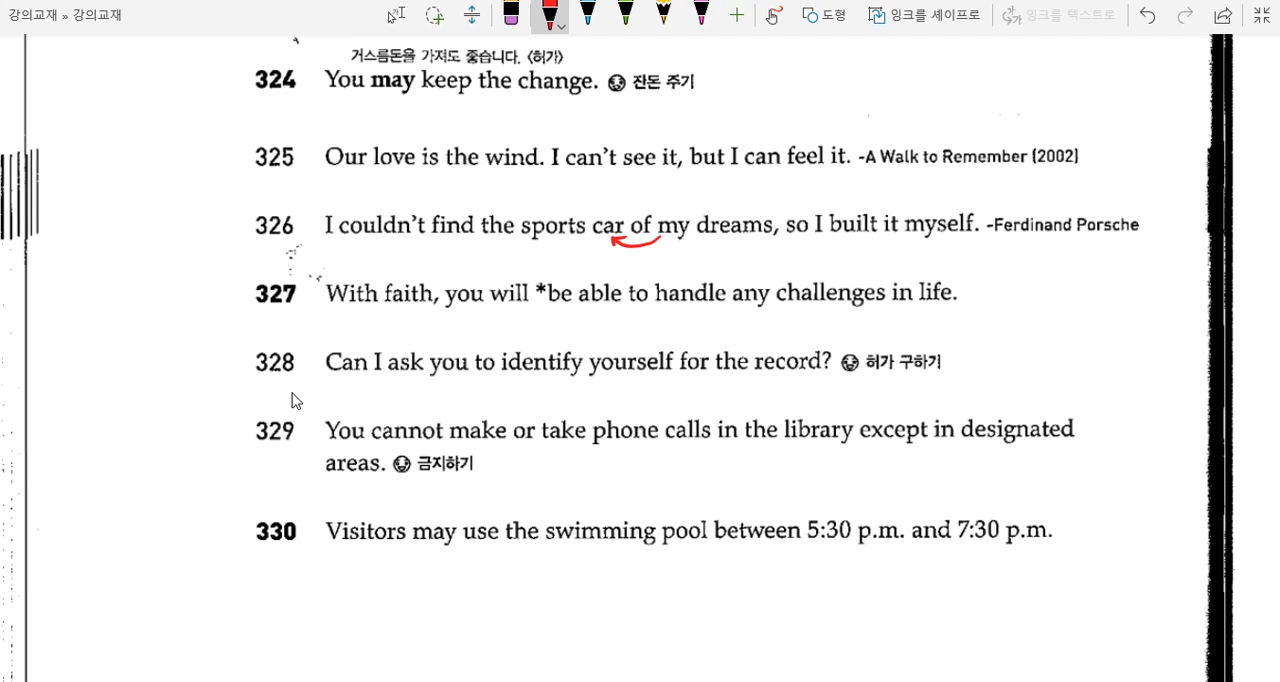 강의교재 » 강의교재
도형
잉크를 셰이프로
잉크를 텍스트로
거스름돈을 가져도 좋습니다. 〈허가〉
324 You may keep the change. 잔돈 주기
325 Our love is the wind. I can't see it, but I can feel it. -A Walk to Remember (2002)
326 I couldn't find the sports car of my dreams, so I built it myself. -Ferdinand Porsche
327 With faith, you will *be able to handle any challenges in life.
328 Can I ask you to identify yourself for the record? 허가 구하기
329 You cannot make or take phone calls in the library except in designated
areas. 금지하기
330 Visitors may use the swimming pool between 5:30 p.m. and 7:30 p.m.